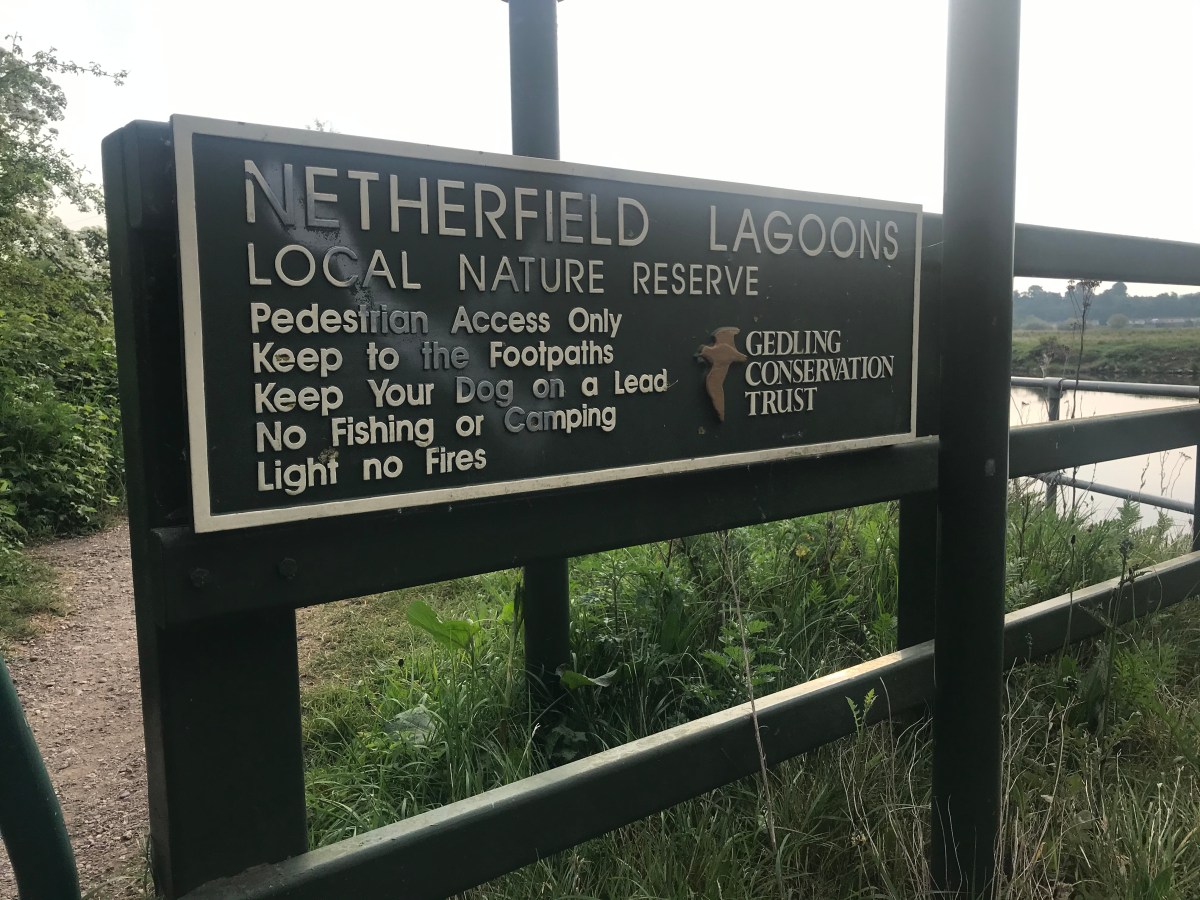 NETHERFIELD LAGOONS
LOCAL NATURE RESERVE
Pedestrian Access Only
Keep to the Footpaths
Keep Your Dog on a Lead
No Fishing or Camping
Light no Fires
GEDLING
CONSERVATION
TRUST